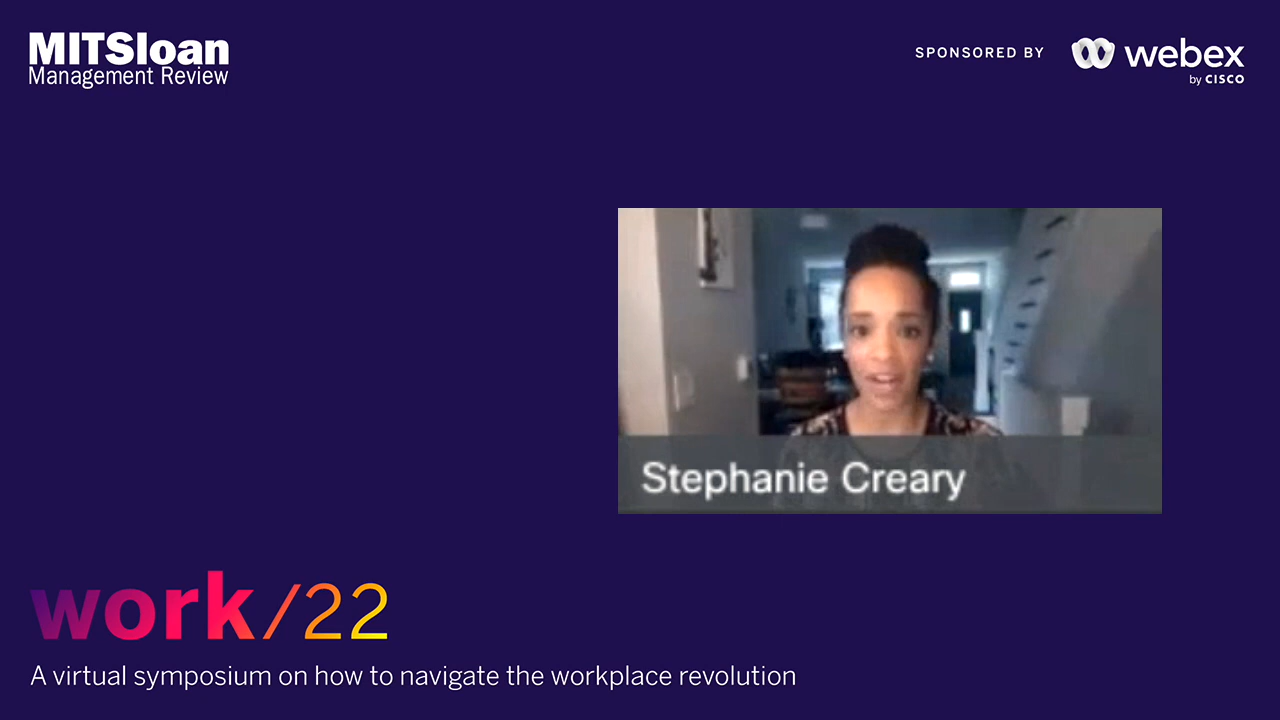 MITSloan
Management Review
SPONSORED BY
webex
by CISCO
Stephanie Creary
work/22
A virtual symposium on how to navigate the workplace revolution